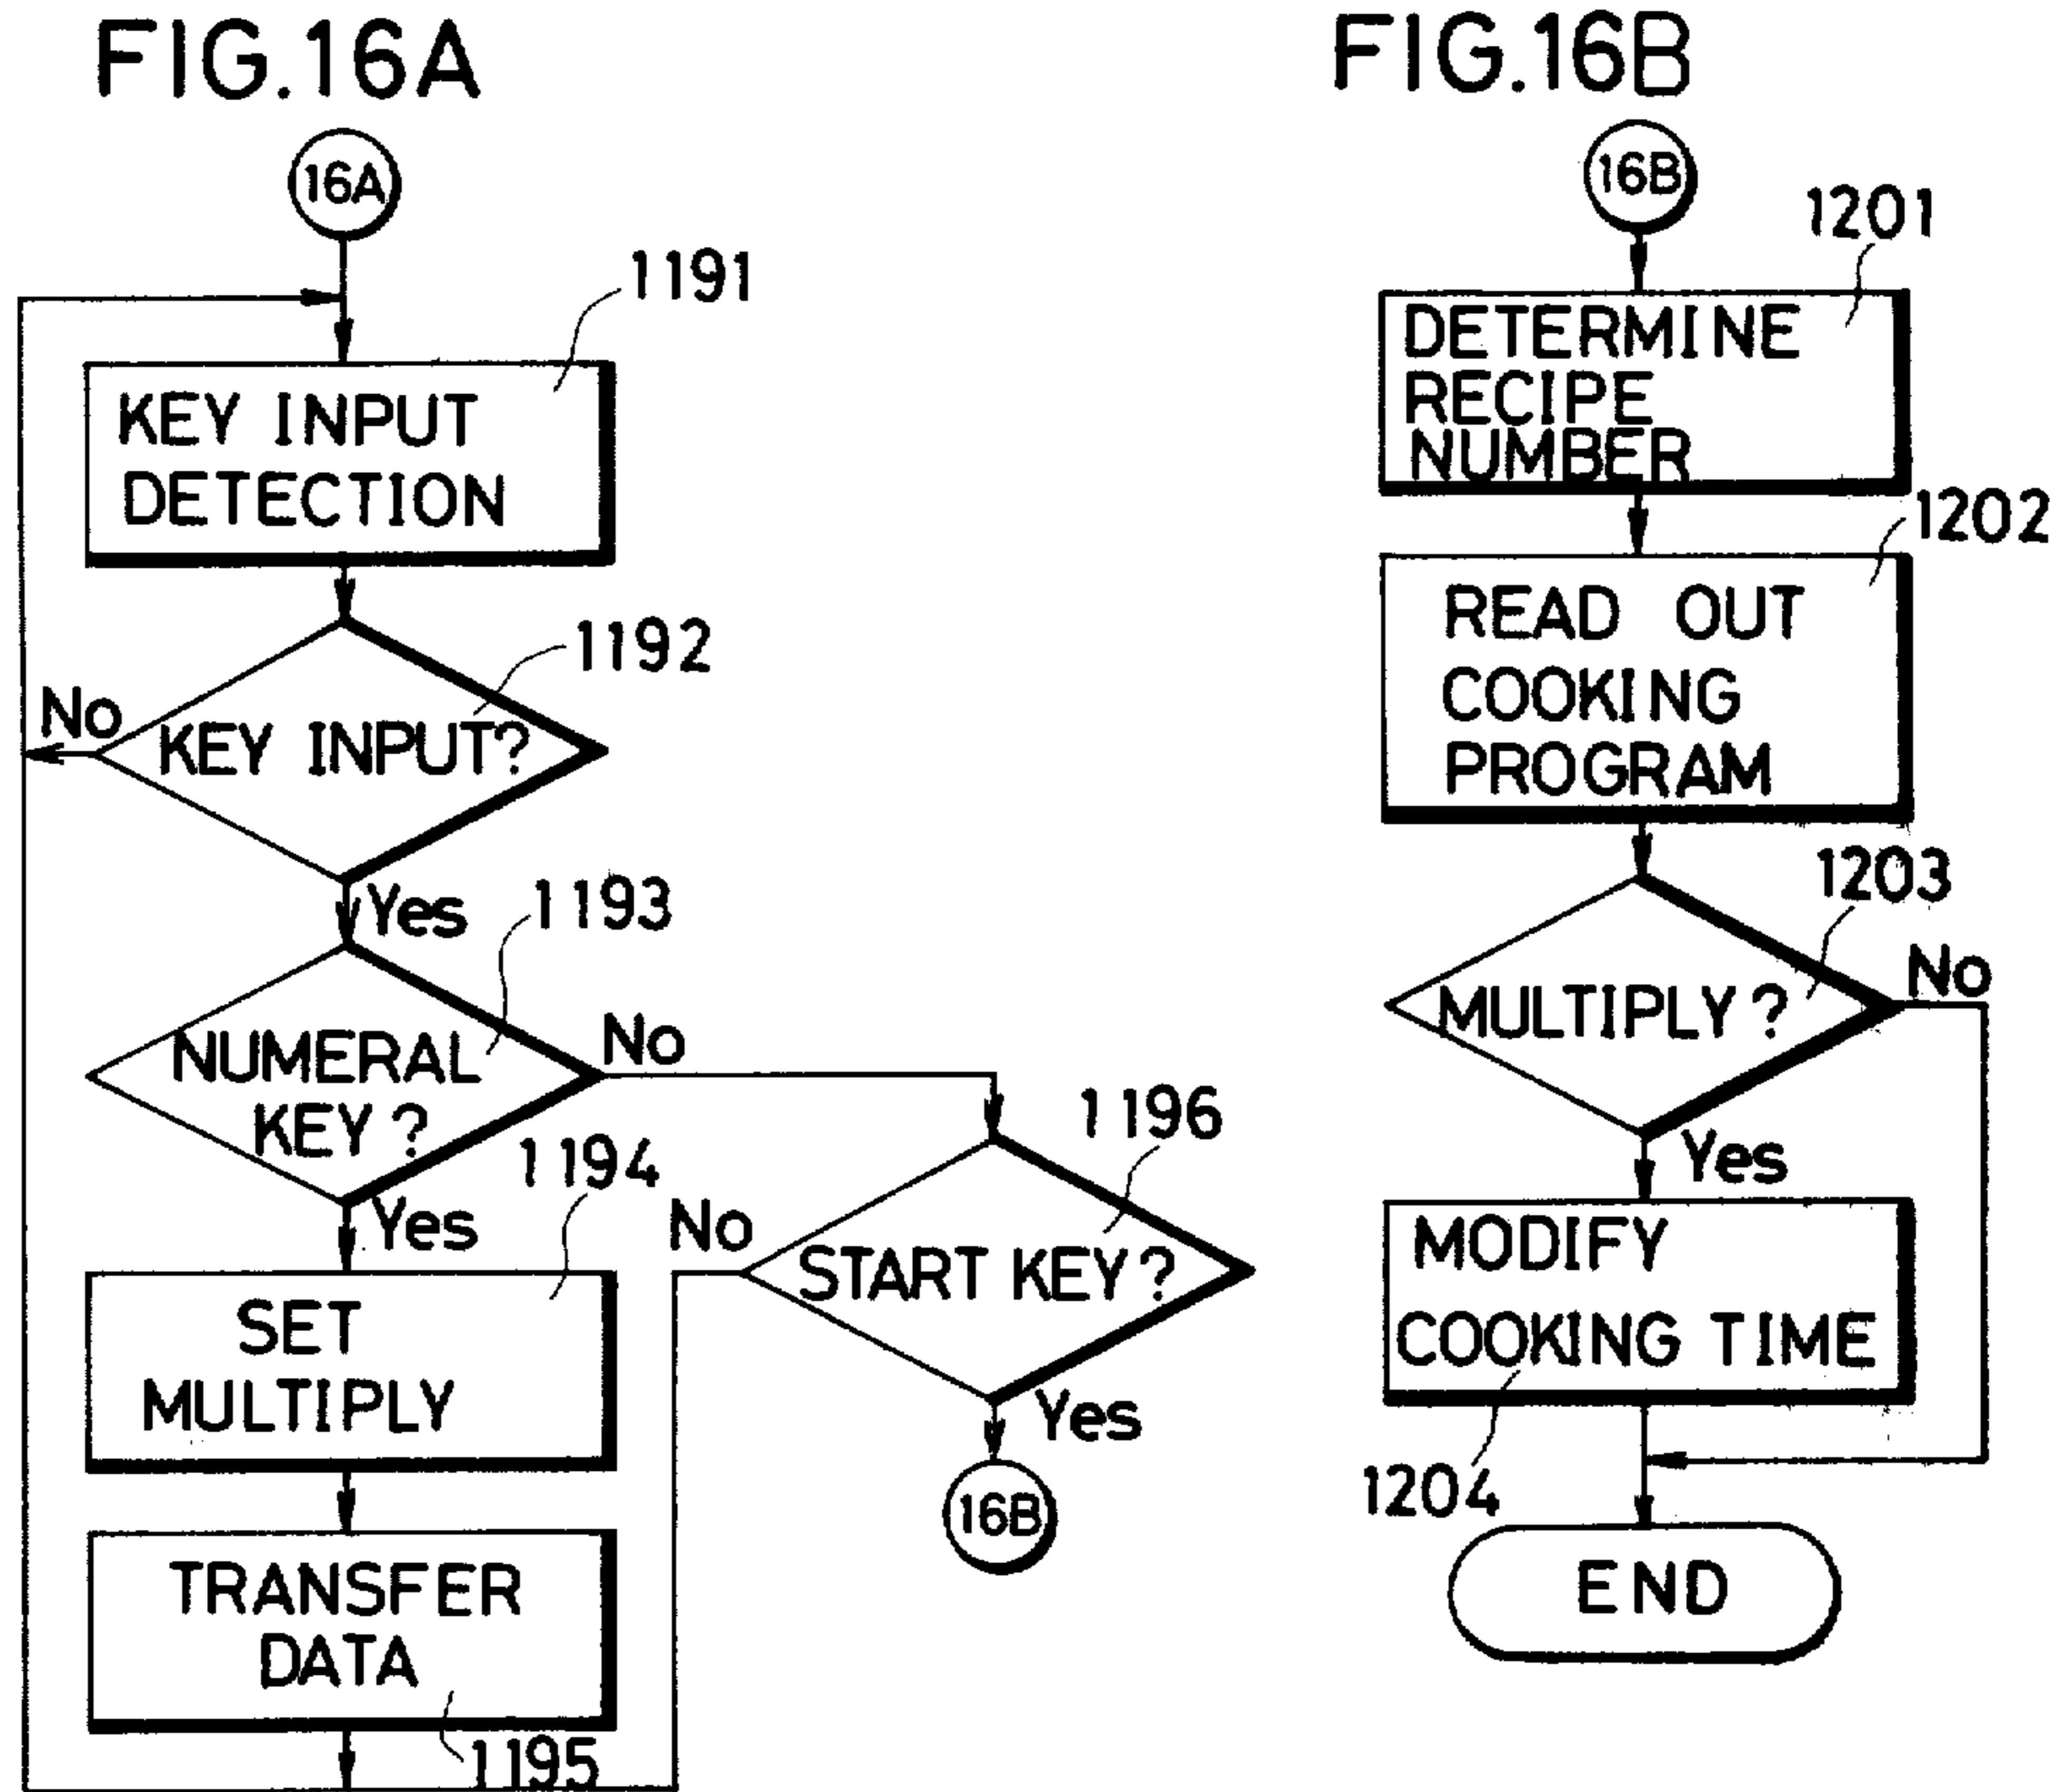 FIG.16A
16A
1191
KEY INPUT
DETECTION
1192
No
KEY INPUT?
Yes
1193
NUMERAL
KEY?
No
1194
Yes
SET
MULTIPLY
TRANSFER
DATA
1195
1196
No
START KEY?
Yes
16B
FIG.16B
16B
1201
DETERMINE
RECIPE
NUMBER
1202
READ OUT
COOKING
PROGRAM
1203
No
MULTIPLY?
Yes
MODIFY
COOKING TIME
1204
END